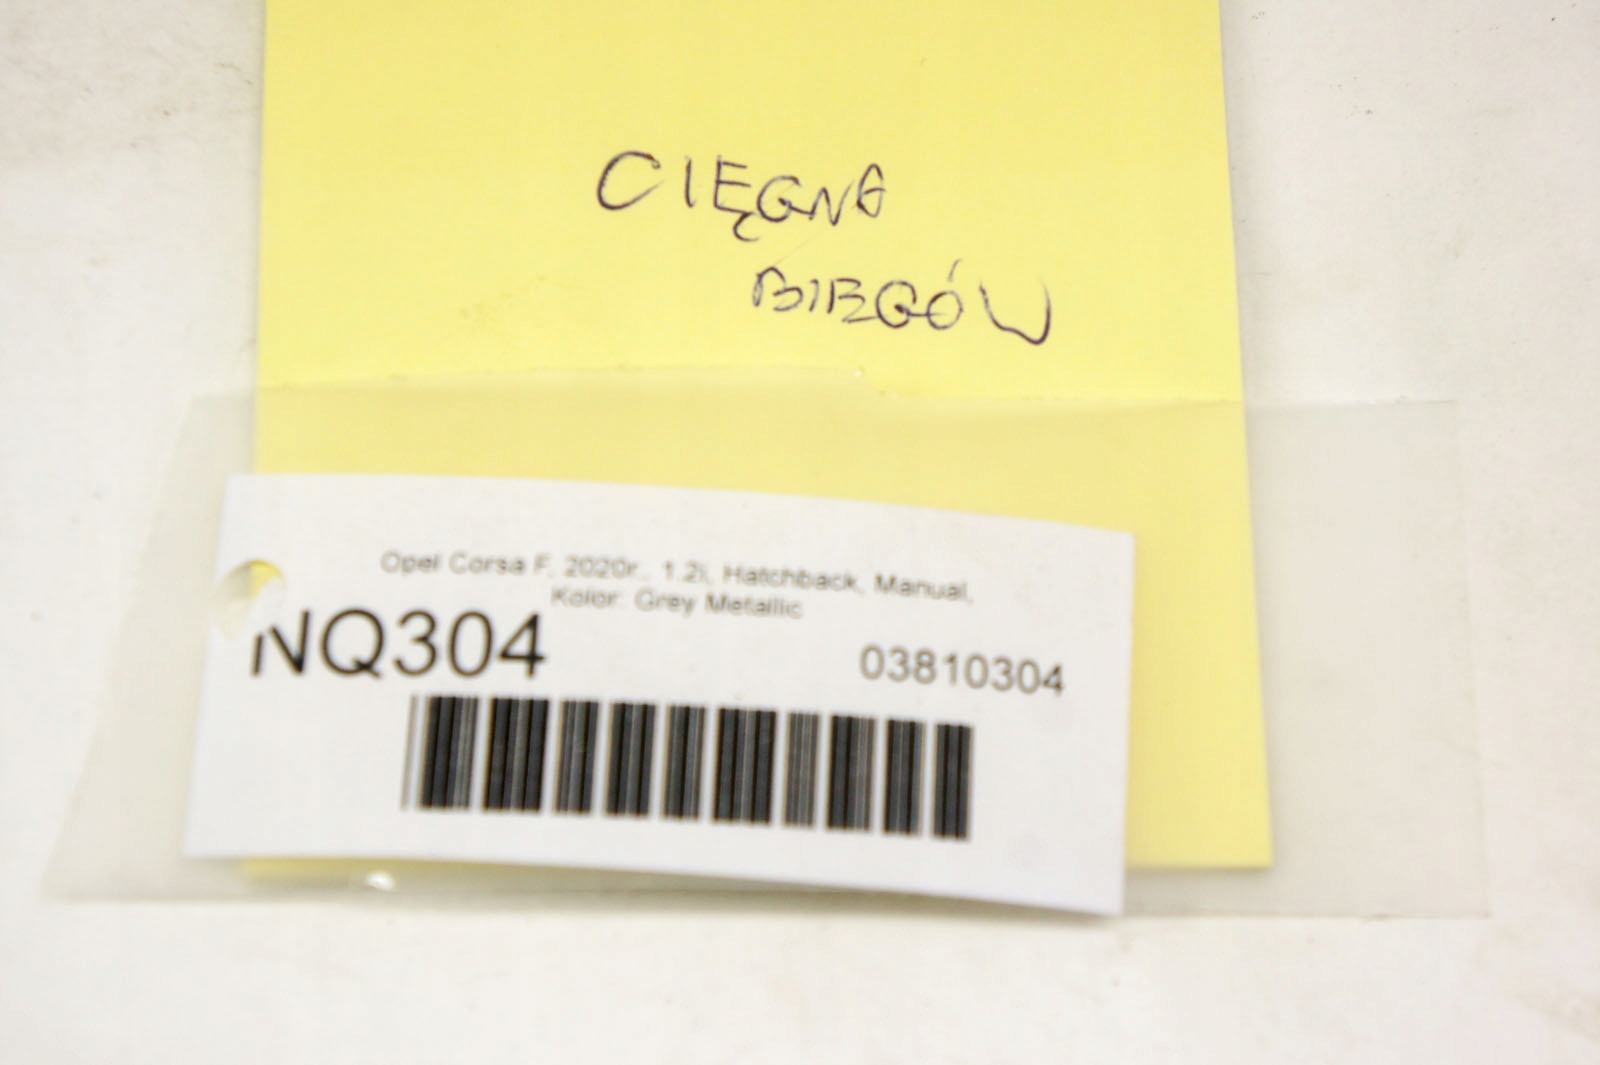 CIĘGNA
BIEGÓW
Opel Corsa F, 2020r., 1.2i, Hatchback, Manual,
Kolor: Grey Metallic
NQ304
03810304